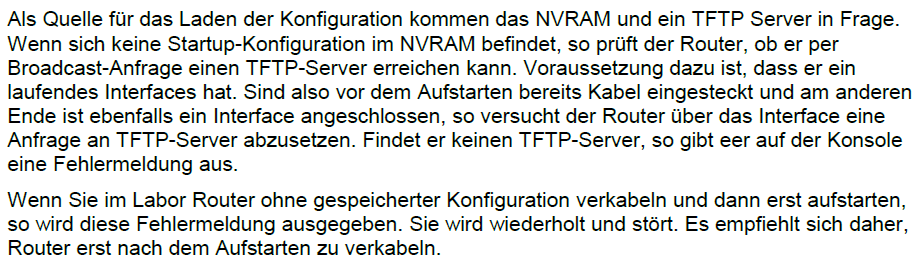 Als Quelle für das Laden der Konfiguration kommen das NVRAM und ein TFTP Server in Frage.
Wenn sich keine Startup-Konfiguration im NVRAM befindet, so prüft der Router, ob er per
Broadcast-Anfrage einen TFTP-Server erreichen kann. Voraussetzung dazu ist, dass er ein
laufendes Interfaces hat. Sind also vor dem Aufstarten bereits Kabel eingesteckt und am anderen
Ende ist ebenfalls ein Interface angeschlossen, so versucht der Router über das Interface eine
Anfrage an TFTP-Server abzusetzen. Findet er keinen TFTP-Server, so gibt eer auf der Konsole
eine Fehlermeldung aus.
Wenn Sie im Labor Router ohne gespeicherter Konfiguration verkabeln und dann erst aufstarten,
so wird diese Fehlermeldung ausgegeben. Sie wird wiederholt und stört. Es empfiehlt sich daher,
Router erst nach dem Aufstarten zu verkabeln.